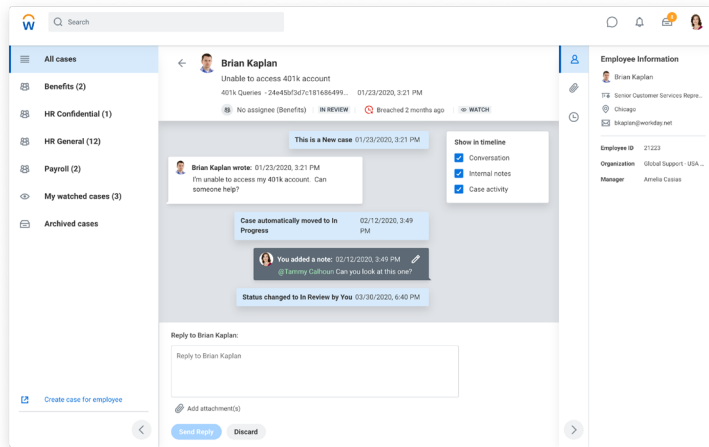 Search
3
All cases
Benefits (2)
HR Confidential (1)
HR General (12)
Payroll (2)
My watched cases (3)
Archived cases
Create case for employee
Brian Kaplan
Unable to access 401k account
401k Queries - 24e45bf3d7c181686499... 01/23/2020, 3:21 PM
No assignee (Benefits) IN REVIEW Breached 2 months ago WATCH
This is a New case 01/23/2020, 3:21 PM
Brian Kaplan wrote: 01/23/2020, 3:21 PM
I'm unable to access my 401k account. Can
someone help?
Case automatically moved to In
Progress
02/12/2020, 3:49
PM
You added a note: 02/12/2020, 3:49 PM
@Tammy Calhoun Can you look at this one?
Status changed to In Review by You 03/30/2020, 6:40 PM
Show in timeline
Conversation
Internal notes
Case activity
Reply to Brian Kaplan:
Reply to Brian Kaplan
Add attachment(s)
Send Reply Discard
Employee Information
Brian Kaplan
Senior Customer Services Repre...
Chicago
bkaplan@workday.net
Employee ID 21223
Organization Global Support - USA ...
Manager Amelia Casias